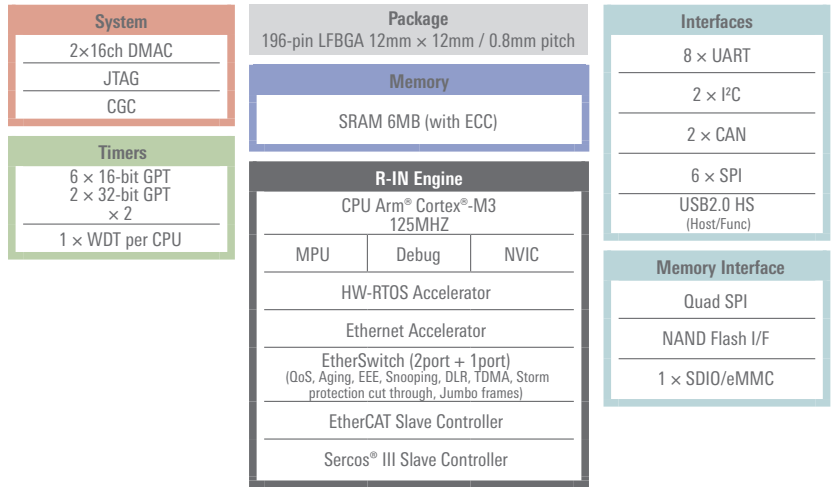 System
2×16ch DMAC
JTAG
CGC
Timers
6 × 16-bit GPT
2 × 32-bit GPT
× 2
1 × WDT per CPU
Package
196-pin LFBGA 12mm × 12mm / 0.8mm pitch
Memory
SRAM 6MB (with ECC)
R-IN Engine
CPU Arm® Cortex®-M3
125MHZ
MPU Debug NVIC
HW-RTOS Accelerator
Ethernet Accelerator
EtherSwitch (2port + 1port)
(QoS, Aging, EEE, Snooping, DLR, TDMA, Storm
protection cut through, Jumbo frames)
EtherCAT Slave Controller
Sercos® III Slave Controller
Interfaces
8 × UART
2 × I²C
2 × CAN
6 × SPI
USB2.0 HS
(Host/Func)
Memory Interface
Quad SPI
NAND Flash I/F
1 × SDIO/eMMC